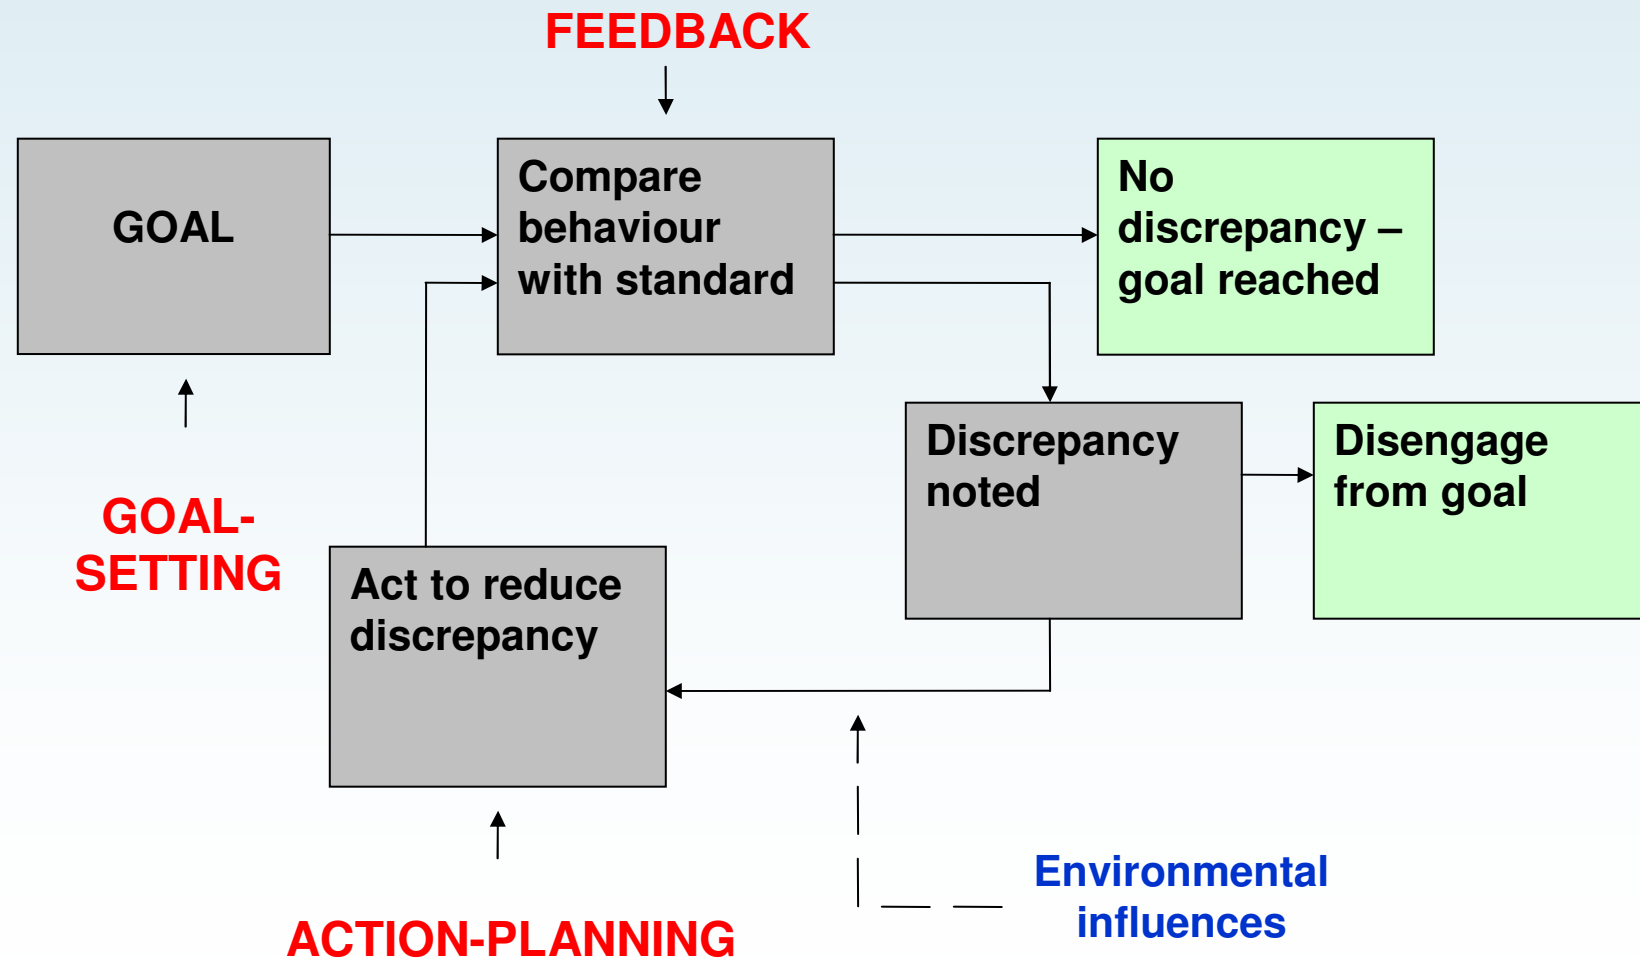 FEEDBACK
GOAL
Compare
behaviour
with standard
No
discrepancy –
goal reached
Discrepancy
noted
Disengage
from goal
GOAL-
SETTING
Act to reduce
discrepancy
Environmental
influences
ACTION-PLANNING